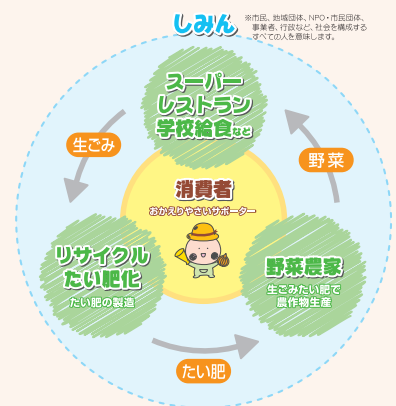 しみん
※市民、地域団体、NPO・市民団体、
事業者、行政など、社会を構成する
すべての人を意味します。
スーパー
レストラン
学校給食など
生ごみ
野菜
消費者
おかえりやさいサポーター
リサイクル
たい肥化
たい肥の製造
野菜農家
生ごみたい肥で
農作物生産
たい肥